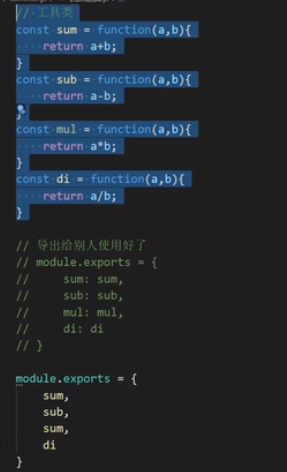 // 工具类
const sum = function(a,b){
    return a+b;
}
const sub = function(a,b){
    return a-b;
}
const mul = function(a,b){
    return a*b;
}
const di = function(a,b){
    return a/b;
}
// 导出给别人使用好了
// module.exports = {
//     sum: sum,
//     sub: sub,
//     mul: mul,
//     di: di
// }
module.exports = {
    sum,
    sub,
    sum,
    di
}